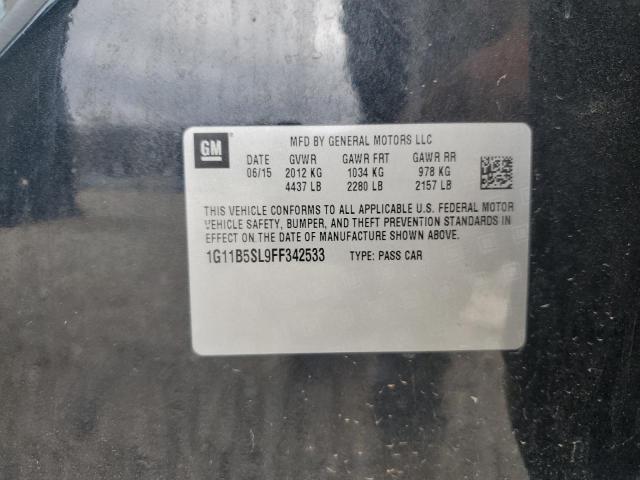 GM
MFD BY GENERAL MOTORS LLC
DATE GVWR GAWR FRT GAWR RR
06/15 2012 KG 1034 KG 978 KG
4437 LB 2280 LB 2157 LB
THIS VEHICLE CONFORMS TO ALL APPLICABLE U.S. FEDERAL MOTOR
VEHICLE SAFETY, BUMPER, AND THEFT PREVENTION STANDARDS IN
EFFECT ON THE DATE OF MANUFACTURE SHOWN ABOVE.
1G11B5SL9FF342533 TYPE: PASS CAR